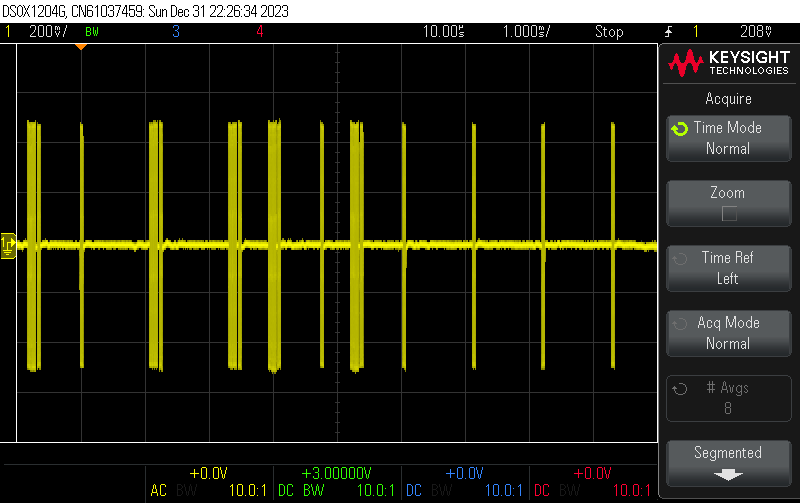 DSOX1204G, CN61037459: Sun Dec 31 22:26:34 2023
1 200V/ BW 3 4 10.00s 1.000s/ Stop 1 208V
KEYSIGHT
TECHNOLOGIES
Acquire
Time Mode
Normal
Zoom
Time Ref
Left
Acq Mode
Normal
# Avgs
8
Segmented
1
+0.0V +3.00000V +0.0V +0.0V
AC BW 10.0:1 DC BW 10.0:1 DC BW 10.0:1 DC BW 10.0:1